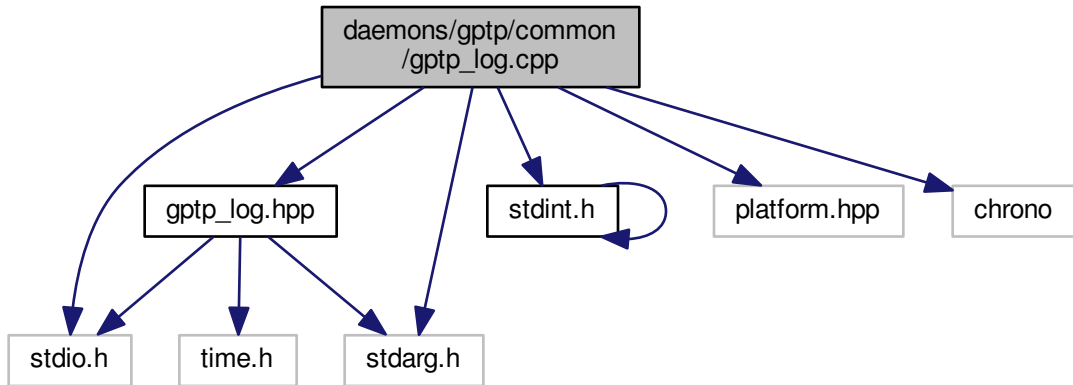 daemons/gptp/common
/gptp_log.cpp
gptp_log.hpp
stdint.h
platform.hpp
chrono
stdio.h
time.h
stdarg.h